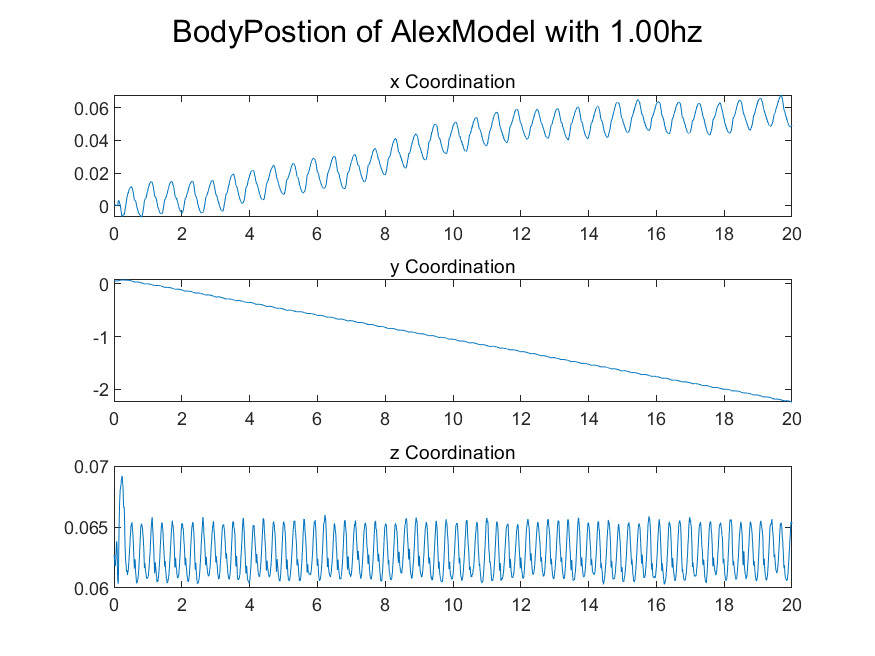 BodyPostion of AlexModel with 1.00hz
x Coordination
0.06
0.04
0.02
0
0 2 4 6 8 10 12 14 16 18 20
y Coordination
0
-1
-2
0 2 4 6 8 10 12 14 16 18 20
z Coordination
0.07
0.065
0.06
0 2 4 6 8 10 12 14 16 18 20